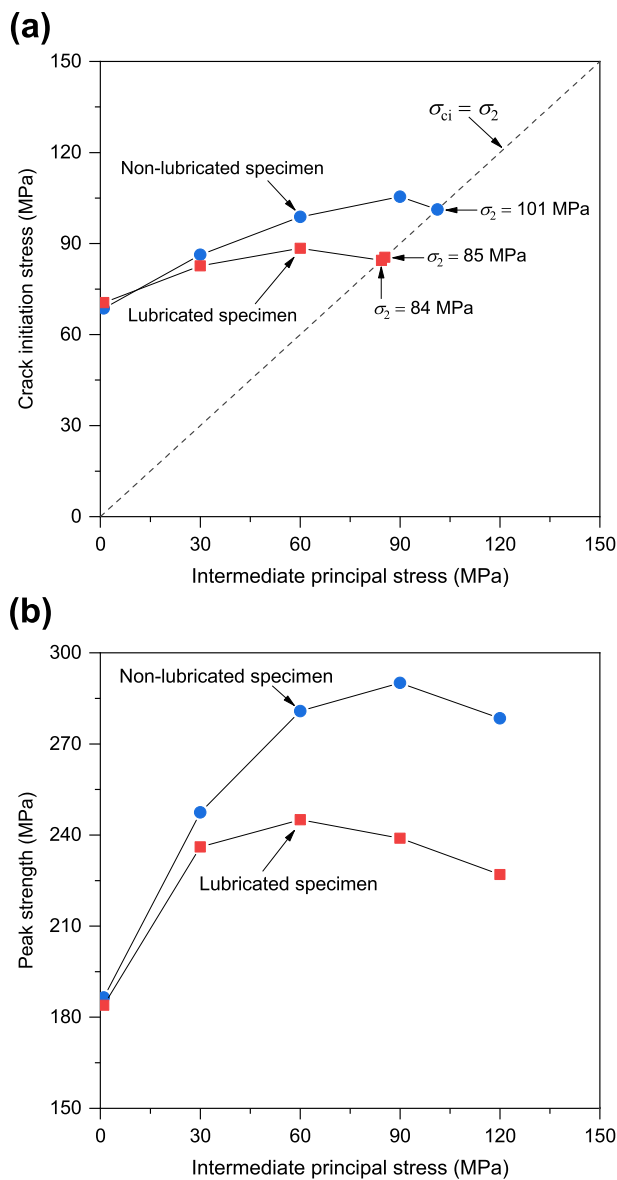 (a)
150
120
90
60
30
0
Crack initiation stress (MPa)
σci = σ2
Non-lubricated specimen
σ2 = 101 MPa
σ2 = 85 MPa
Lubricated specimen
σ2 = 84 MPa
0 30 60 90 120 150
Intermediate principal stress (MPa)
(b)
300
270
240
210
180
150
Peak strength (MPa)
Non-lubricated specimen
Lubricated specimen
0 30 60 90 120 150
Intermediate principal stress (MPa)